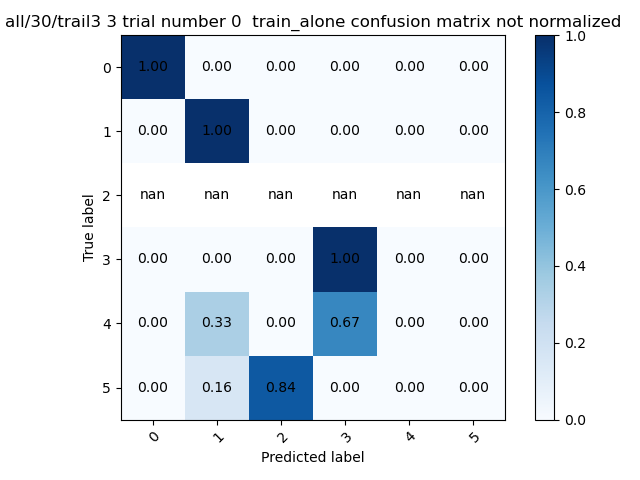 all/30/trail3 3 trial number 0  train_alone confusion matrix not normalized
0 1.00 0.00 0.00 0.00 0.00 0.00
1 0.00 1.00 0.00 0.00 0.00 0.00
2 nan nan nan nan nan nan
3 0.00 0.00 0.00 1.00 0.00 0.00
4 0.00 0.33 0.00 0.67 0.00 0.00
5 0.00 0.16 0.84 0.00 0.00 0.00
0 1 2 3 4 5
True label
Predicted label
1.0
0.8
0.6
0.4
0.2
0.0